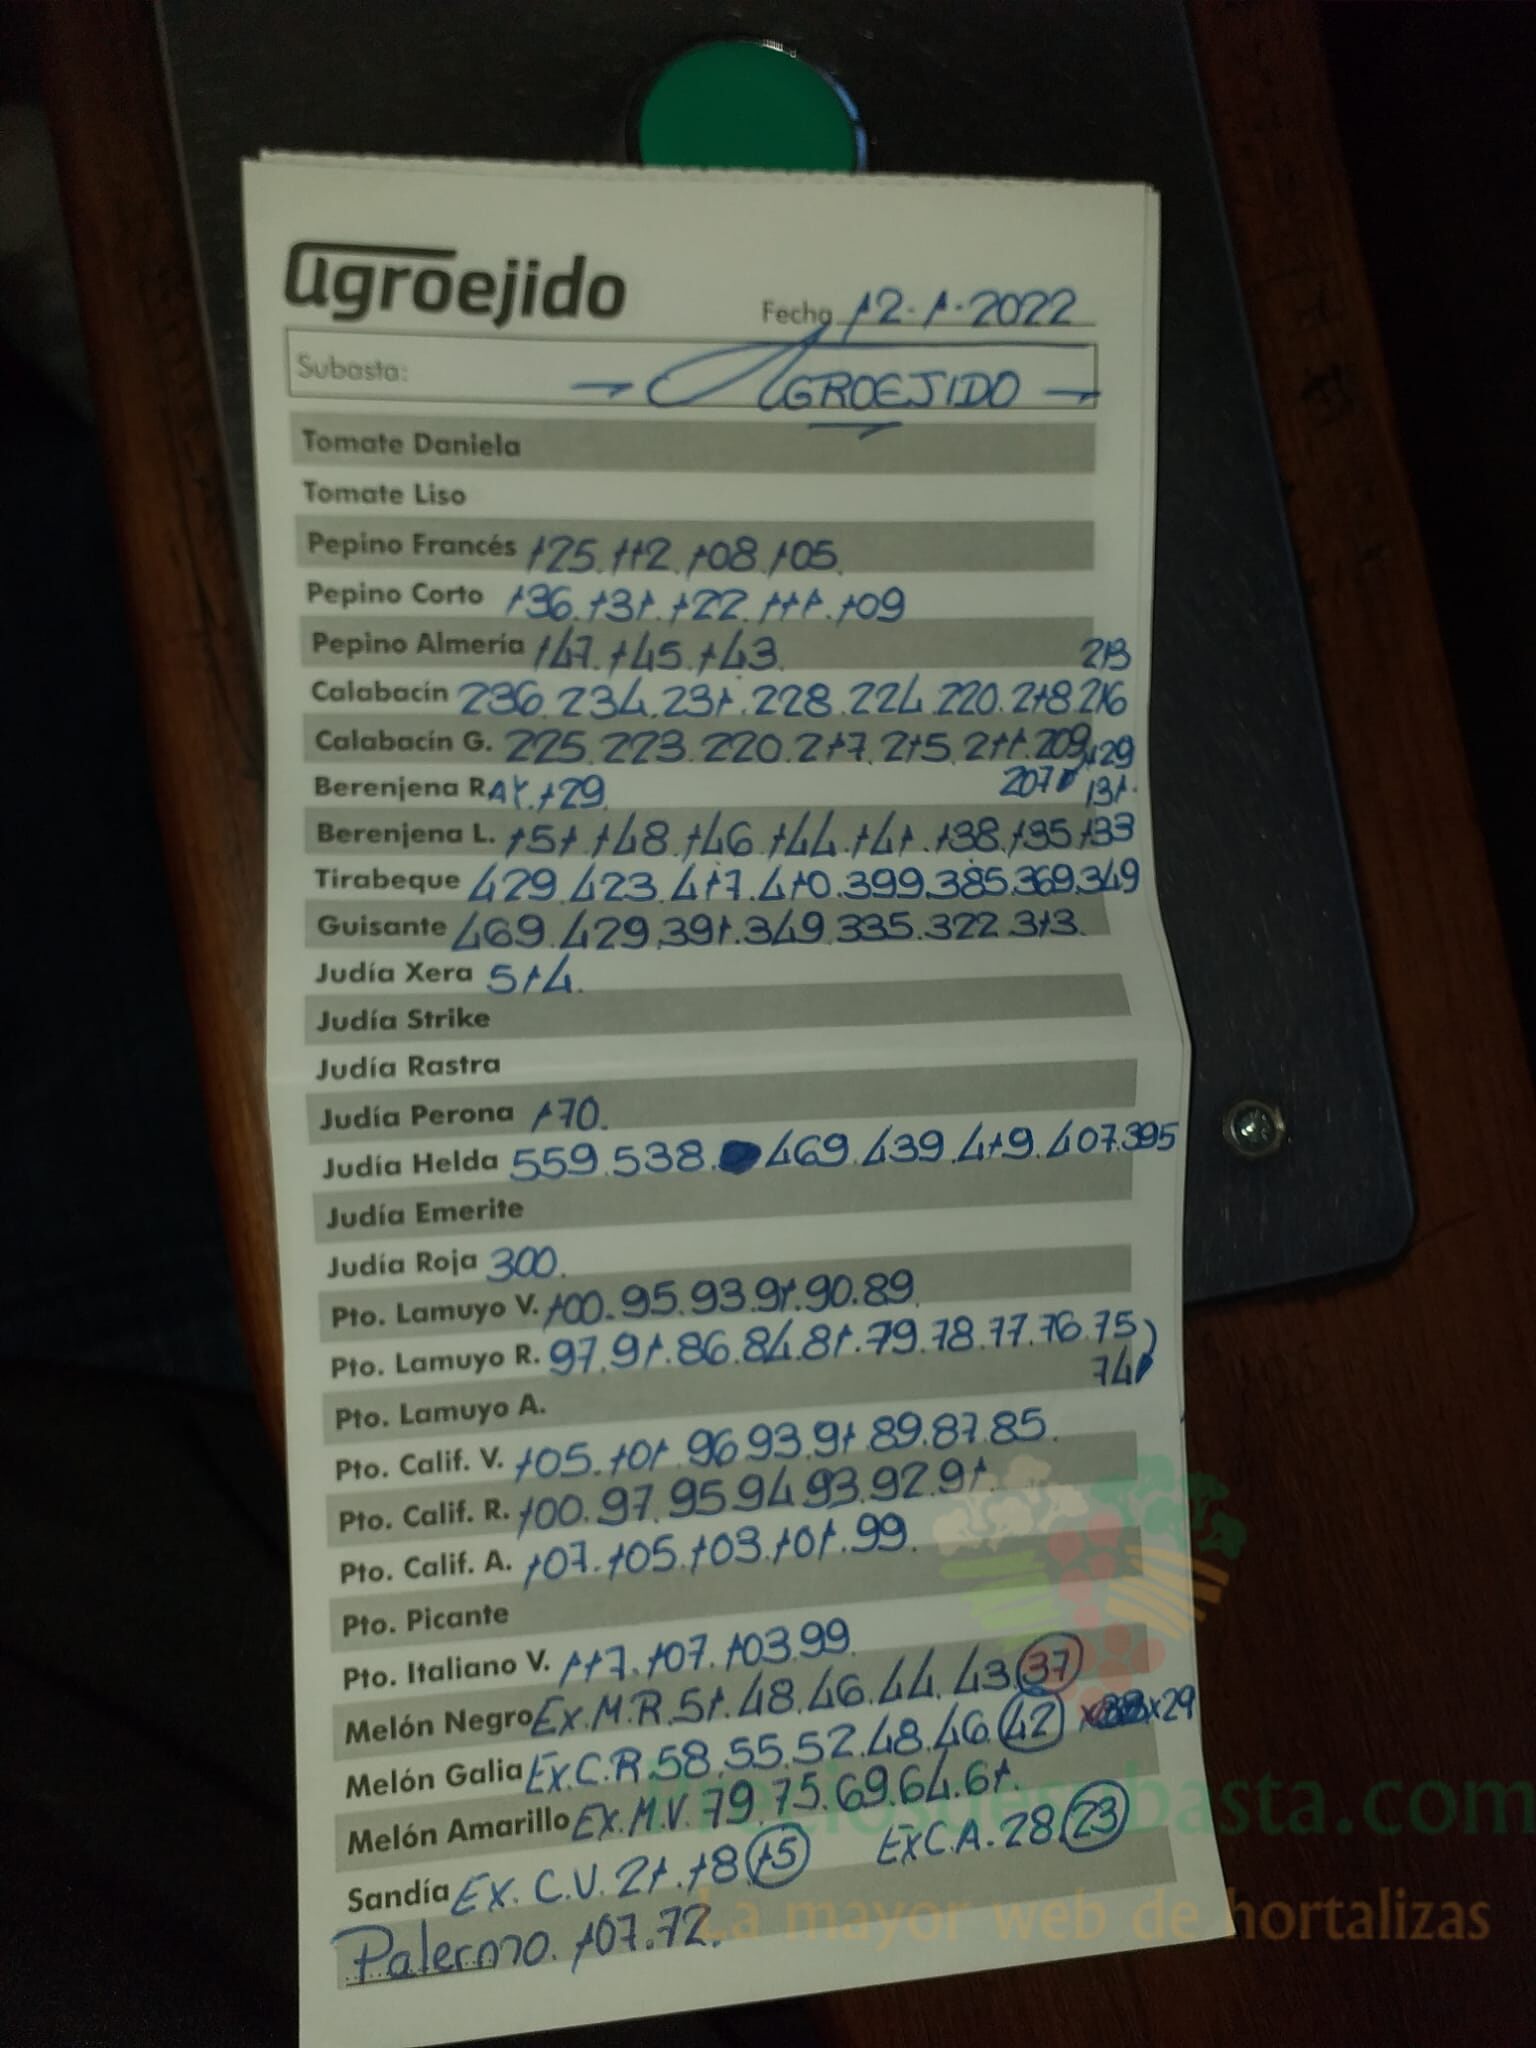 agroejido
Fecha 12-1-2022
Subasta: → AGROEJIDO →
Tomate Daniela
Tomate Liso
Pepino Francés 125.112.108.105.
Pepino Corto 136.131.122.111.109
Pepino Almería 147.145.143.
213
Calabacín 236.234.231.228.224.220.218.216
Calabacín G. 225.223.220.217.215.211.209
207
Berenjena RAY.129. 129
131.
Berenjena L. 151.148.146.144.141.138.135.133
Tirabeque 429.423.417.410.399.385.369.349
Guisante 469.429.391.349.335.322.313.
Judía Xera 514.
Judía Strike
Judía Rastra
Judía Perona 170.
Judía Helda 559.538.469.439.419.407.395
Judía Emerite
Judía Roja 300.
Pto. Lamuyo V. 100.95.93.91.90.89.
Pto. Lamuyo R. 97.91.86.84.81.79.78.77.76.75
74
Pto. Lamuyo A.
Pto. Calif. V. 105.101.96.93.91.89.87.85.
Pto. Calif. R. 100.97.95.94.93.92.91.
Pto. Calif. A. 107.105.103.101.99.
Pto. Picante
Pto. Italiano V. 117.107.103.99.
Melón Negro Ex.M.R.51.48.46.44.43.37
Melón Galia Ex.C.R.58.55.52.48.46.42 x29
Melón Amarillo Ex.M.V.79.75.69.64.61.
Sandía Ex. C.V. 21.18.15 Ex C.A. 28.23
Palermo. 107.72.
Preciosdesubasta.com
La mayor web de hortalizas